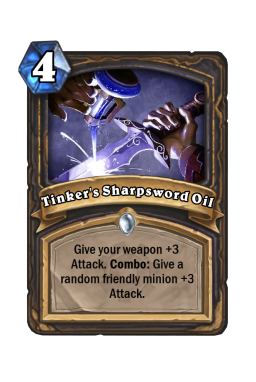 4
Tinker's Sharpsword Oil
Give your weapon +3
Attack. Combo: Give a
random friendly minion +3
Attack.